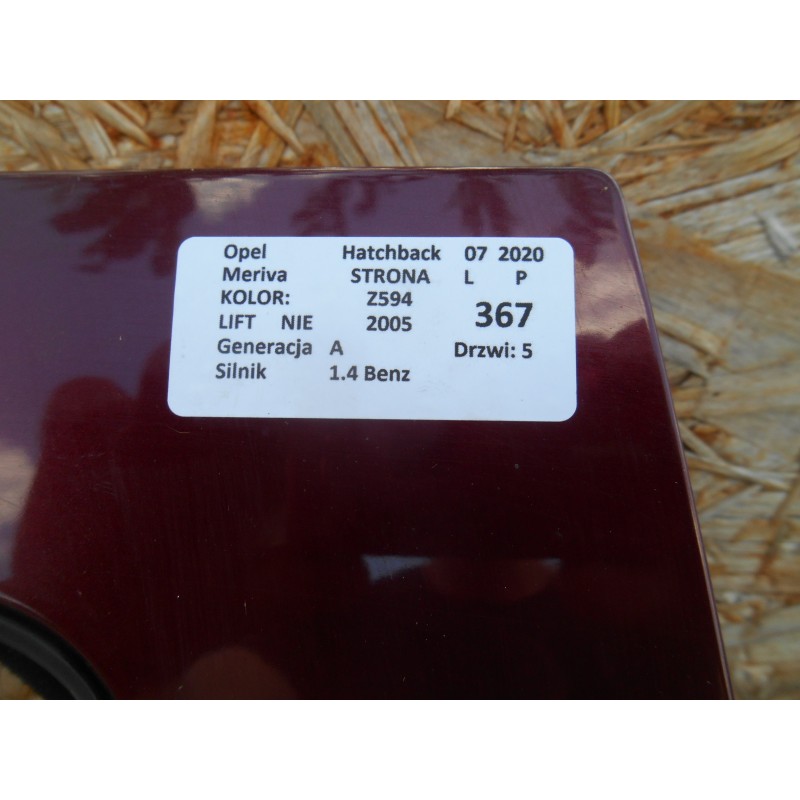 Opel Hatchback 07 2020
Meriva STRONA L P
KOLOR: Z594 367
LIFT NIE 2005
Generacja A Drzwi: 5
Silnik 1.4 Benz